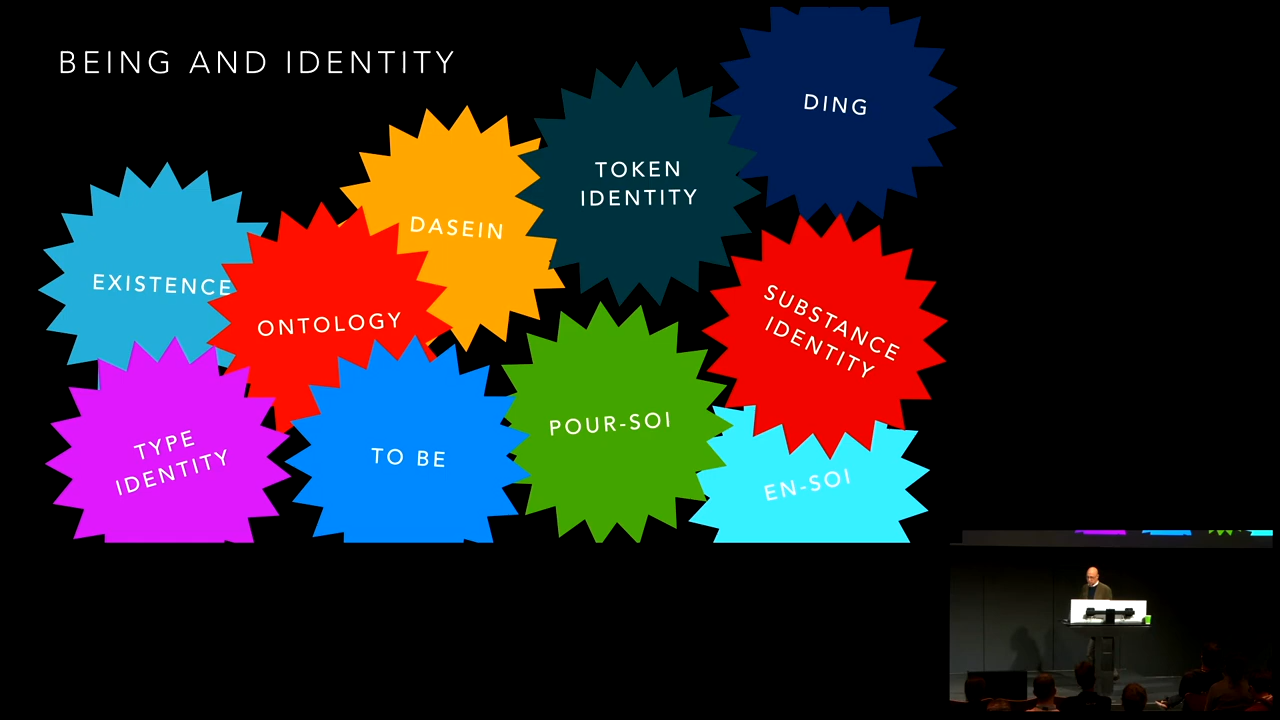 BEING AND IDENTITY
DING
TOKEN
IDENTITY
DASEIN
EXISTENCE
ONTOLOGY
SUBSTANCE
IDENTITY
POUR-SOI
TYPE
IDENTITY
TO BE
EN-SOI